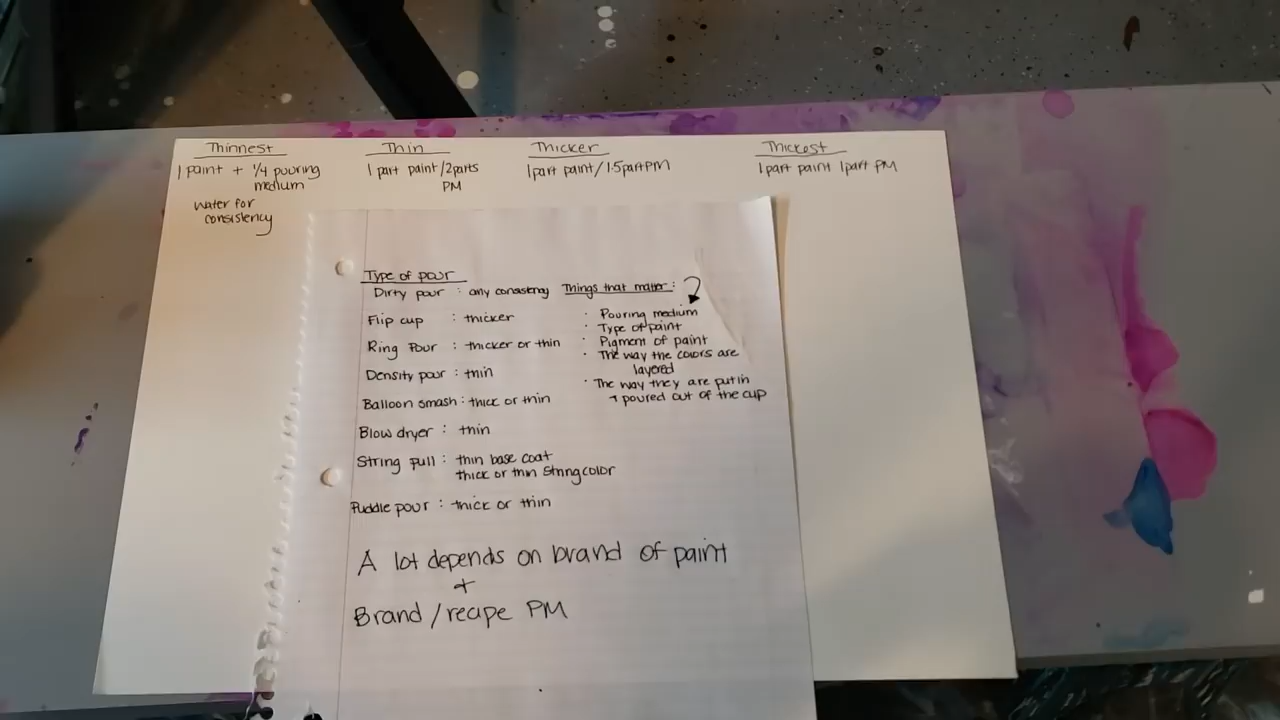 Thinnest
1 paint + 1/4 pouring
medium
water for
consistency
Thin
1 part paint/2parts
PM
Thicker
1part paint/1.5partPM
Thickest
1part paint 1part PM
Type of pour
Dirty pour : any consisteny
Flip cup : thicker
Ring Pour : thicker or thin
Density pour : thin
Balloon smash : thick or thin
Blow dryer : thin
String pull : thin base coat
thick or thin String color
Puddle pour : thick or thin
Things that matter :
· Pouring medium
· Type of paint
· Pigment of paint
· The way the colors are
layered
· The way they are put in
+ poured out of the cup
A lot depends on brand of paint
+
Brand/recipe PM